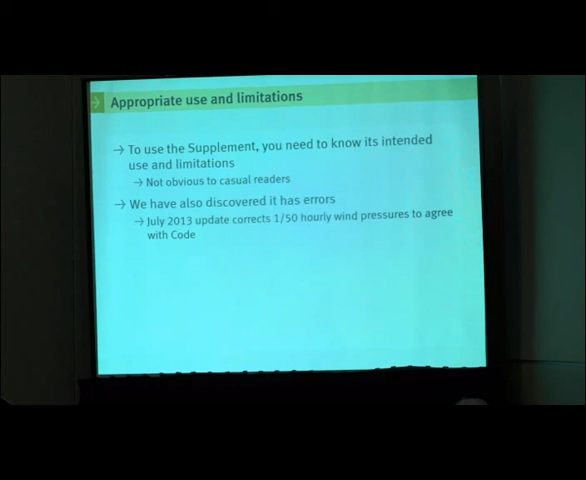 Appropriate use and limitations
→ To use the Supplement, you need to know its intended
use and limitations
→ Not obvious to casual readers
→ We have also discovered it has errors
→ July 2013 update corrects 1/50 hourly wind pressures to agree
with Code